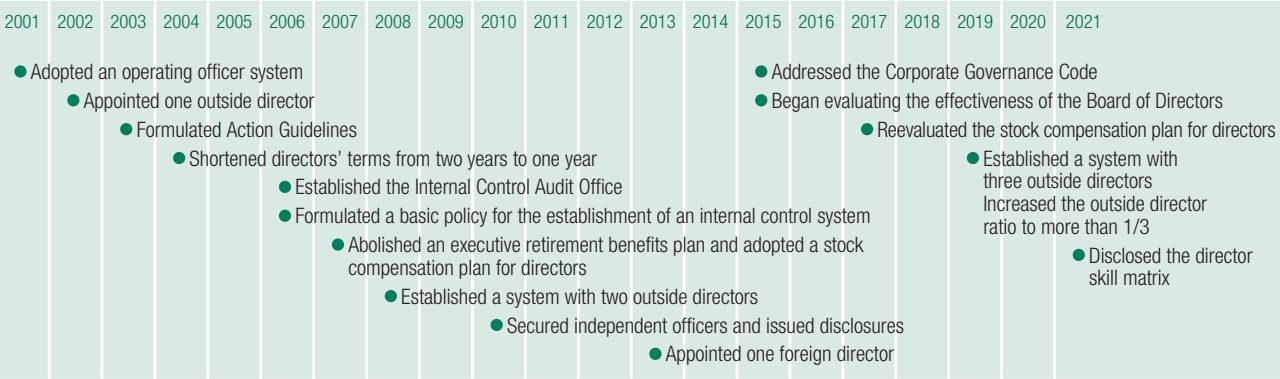 2001 2002 2003 2004 2005 2006 2007 2008 2009 2010 2011 2012 2013 2014 2015 2016 2017 2018 2019 2020 2021
Adopted an operating officer system
Appointed one outside director
Formulated Action Guidelines
Shortened directors’ terms from two years to one year
Established the Internal Control Audit Office
Formulated a basic policy for the establishment of an internal control system
Abolished an executive retirement benefits plan and adopted a stock
compensation plan for directors
Established a system with two outside directors
Secured independent officers and issued disclosures
Appointed one foreign director
Addressed the Corporate Governance Code
Began evaluating the effectiveness of the Board of Directors
Reevaluated the stock compensation plan for directors
Established a system with
three outside directors
Increased the outside director
ratio to more than 1/3
Disclosed the director
skill matrix